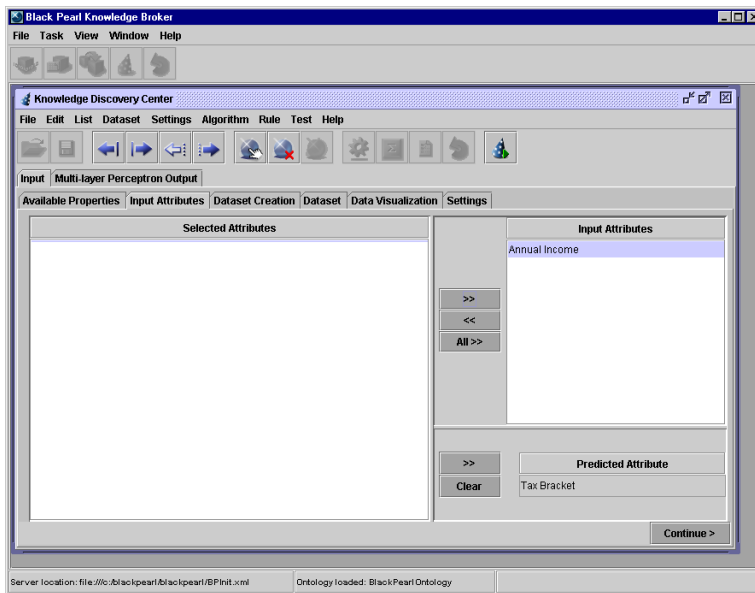 Black Pearl Knowledge Broker
File Task View Window Help
Knowledge Discovery Center
File Edit List Dataset Settings Algorithm Rule Test Help
Input Multi-layer Perceptron Output
Available Properties Input Attributes Dataset Creation Dataset Data Visualization Settings
Selected Attributes
Input Attributes
Annual Income
>>
<<
All >>
>>
Predicted Attribute
Clear
Tax Bracket
Continue >
Server location: file:///c:/blackpearl/blackpearl/BPInit.xml
Ontology loaded: BlackPearlOntology